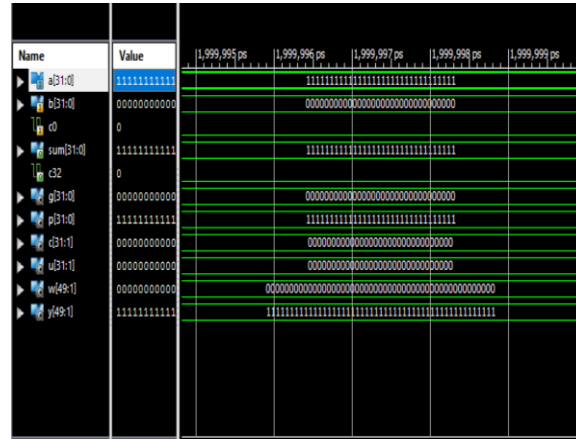 Name Value 1,999,995 ps 1,999,996 ps 1,999,997 ps 1,999,998 ps 1,999,999 ps
a[31:0] 11111111111 11111111111111111111111111111111
b[31:0] 00000000000 00000000000000000000000000000000
c0 0
sum[31:0] 11111111111 11111111111111111111111111111111
c32 0
g[31:0] 00000000000 00000000000000000000000000000000
p[31:0] 11111111111 11111111111111111111111111111111
c[31:1] 00000000000 0000000000000000000000000000000
u[31:1] 00000000000 0000000000000000000000000000000
w[49:1] 00000000000 0000000000000000000000000000000000000000000000000
y[49:1] 11111111111 1111111111111111111111111111111111111111111111111